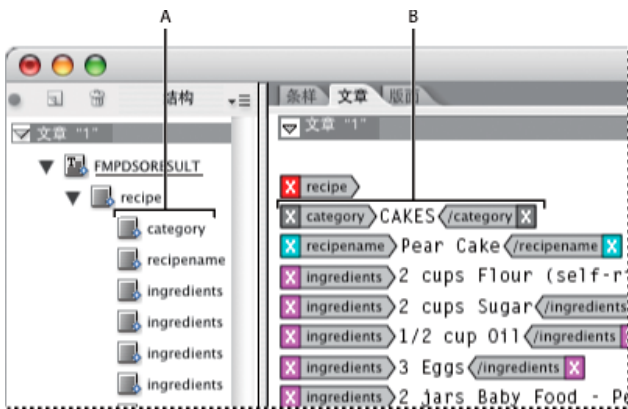 A
B
结构
条样 文章 版面
文章 "1"
FMPDSORESULT
recipe
category
recipename
ingredients
ingredients
ingredients
ingredients
文章 "1"
X recipe
X category CAKES /category X
X recipename Pear Cake /recipename X
X ingredients 2 cups Flour (self-r
X ingredients 2 cups Sugar /ingredients
X ingredients 1/2 cup Oil /ingredients X
X ingredients 3 Eggs /ingredients X
X ingredients 2 jars Baby Food - Pe